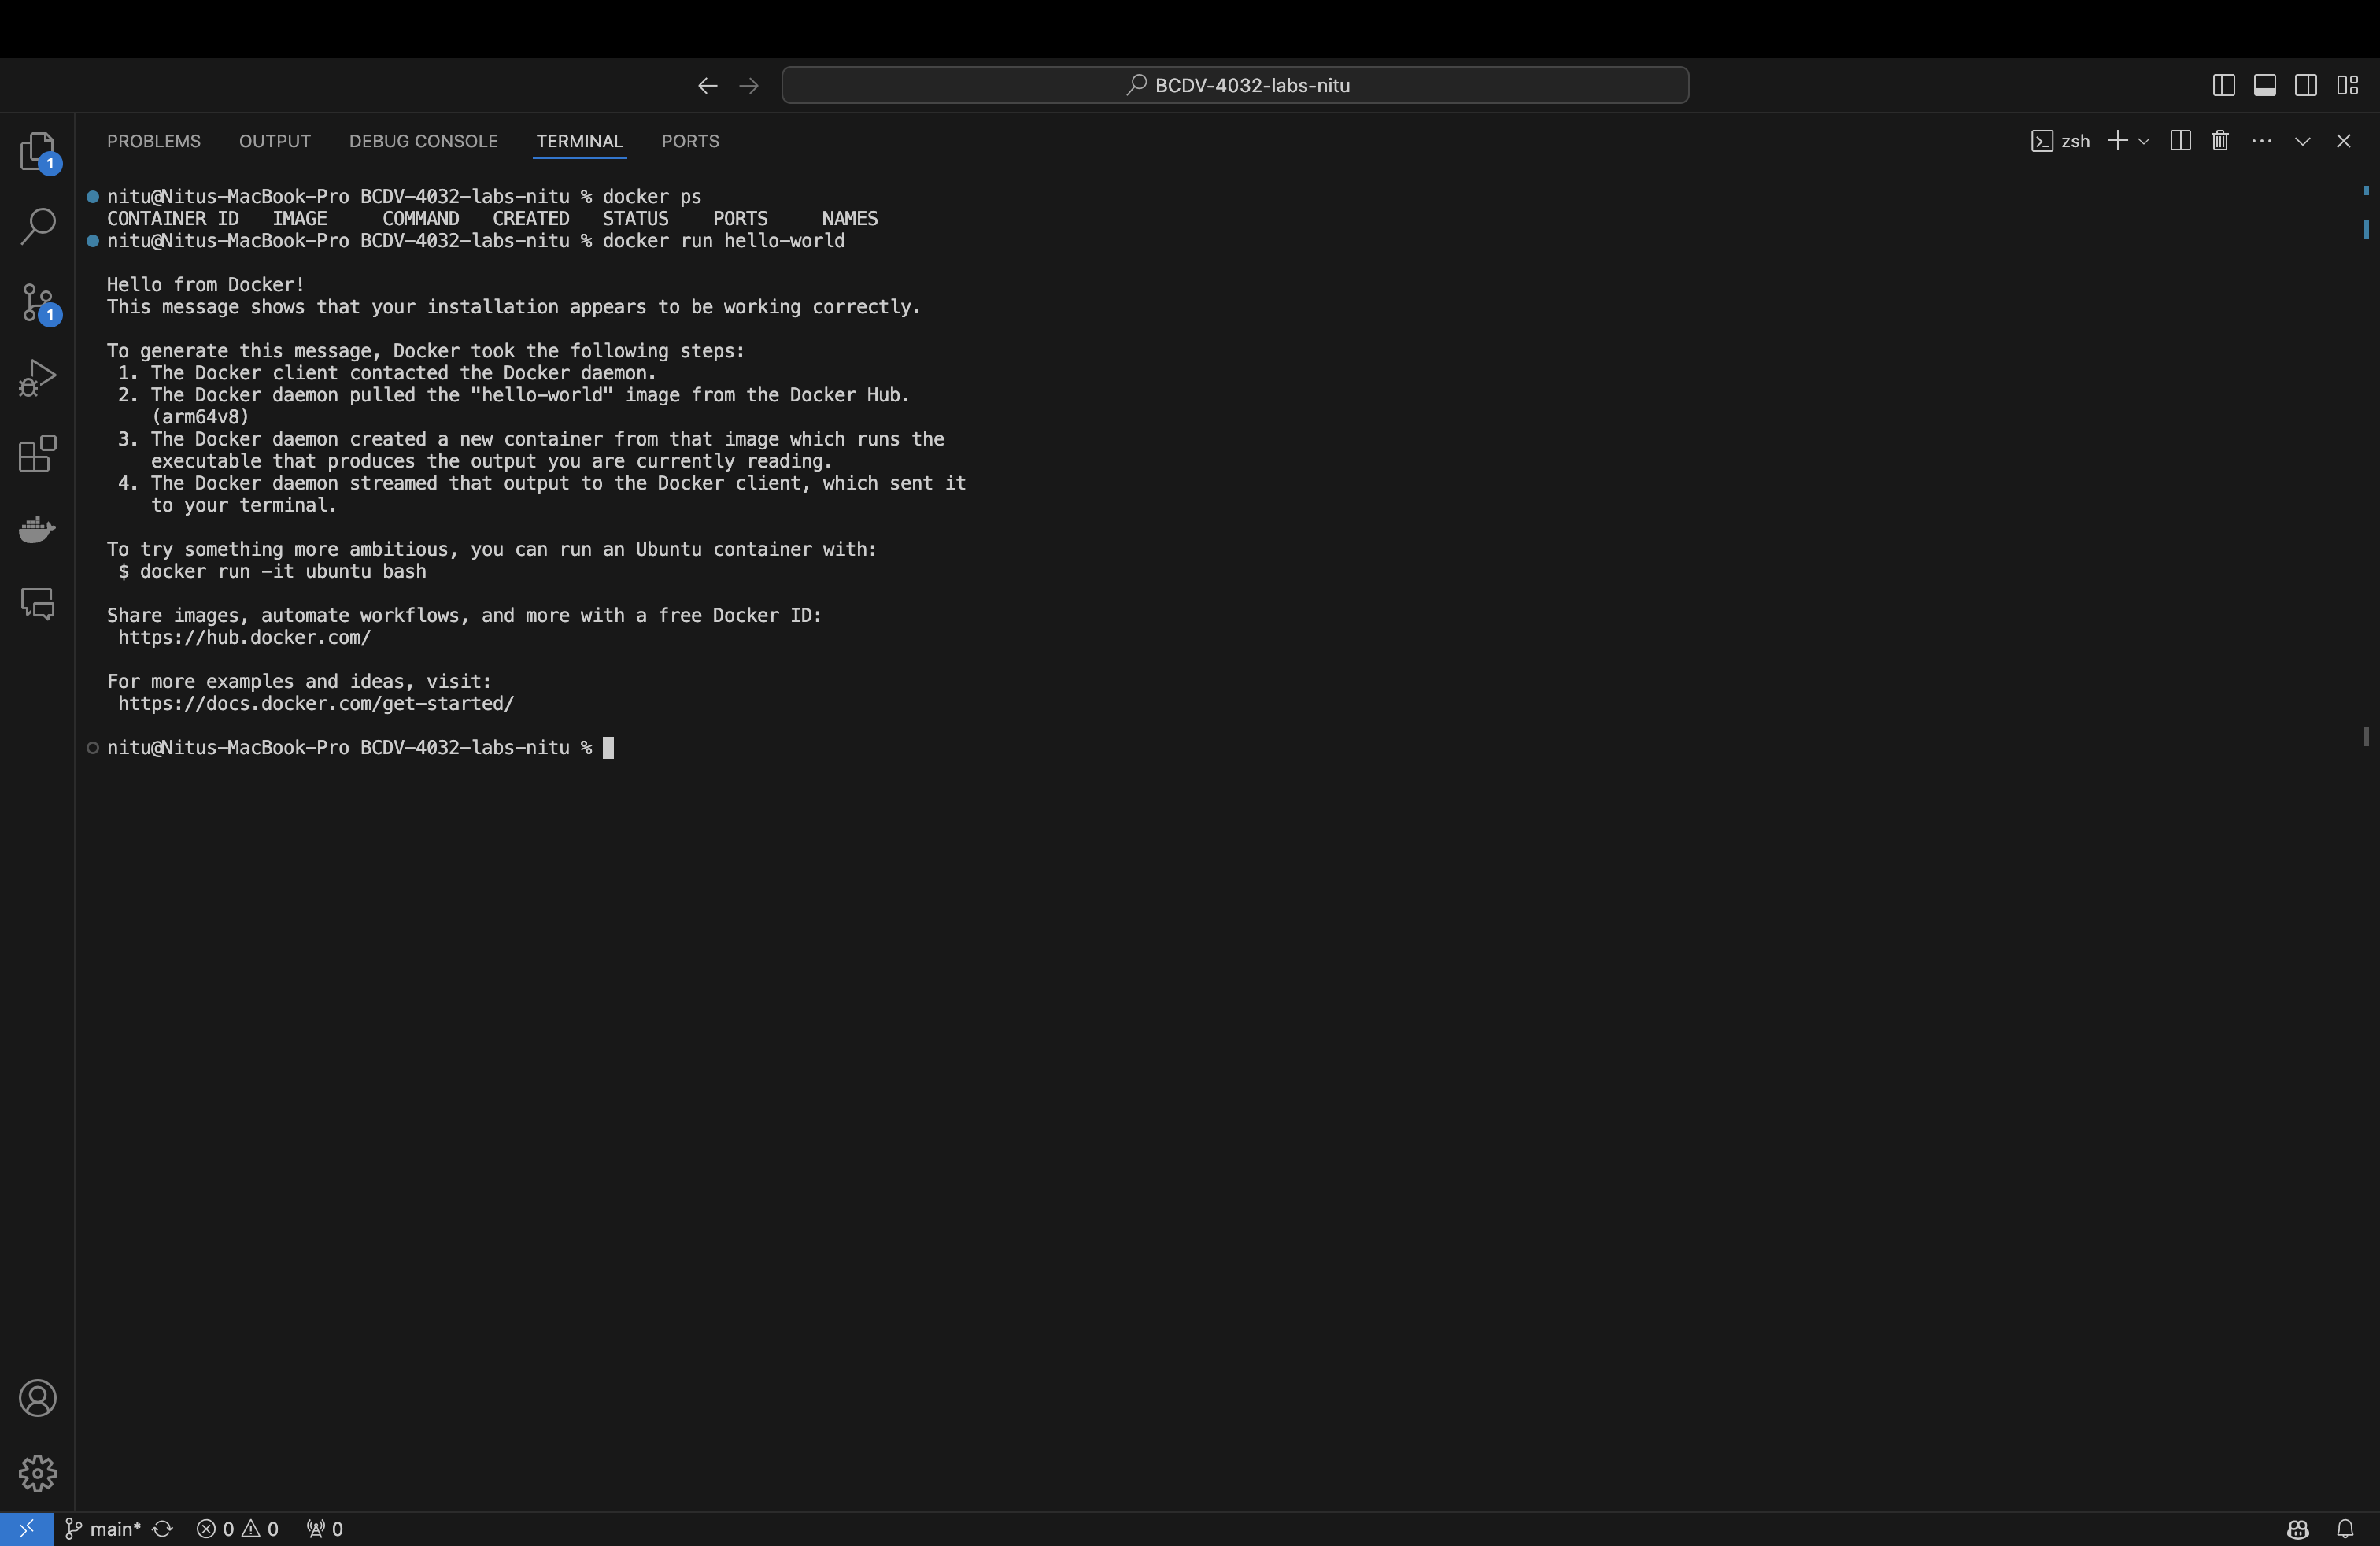 BCDV-4032-labs-nitu
1
1
PROBLEMS OUTPUT DEBUG CONSOLE TERMINAL PORTS
zsh
nitu@Nitus-MacBook-Pro BCDV-4032-labs-nitu % docker ps
CONTAINER ID   IMAGE     COMMAND   CREATED   STATUS    PORTS     NAMES
nitu@Nitus-MacBook-Pro BCDV-4032-labs-nitu % docker run hello-world
Hello from Docker!
This message shows that your installation appears to be working correctly.
To generate this message, Docker took the following steps:
 1. The Docker client contacted the Docker daemon.
 2. The Docker daemon pulled the "hello-world" image from the Docker Hub.
    (arm64v8)
 3. The Docker daemon created a new container from that image which runs the
    executable that produces the output you are currently reading.
 4. The Docker daemon streamed that output to the Docker client, which sent it
    to your terminal.
To try something more ambitious, you can run an Ubuntu container with:
 $ docker run -it ubuntu bash
Share images, automate workflows, and more with a free Docker ID:
 https://hub.docker.com/
For more examples and ideas, visit:
 https://docs.docker.com/get-started/
nitu@Nitus-MacBook-Pro BCDV-4032-labs-nitu %
main* 0 0 0